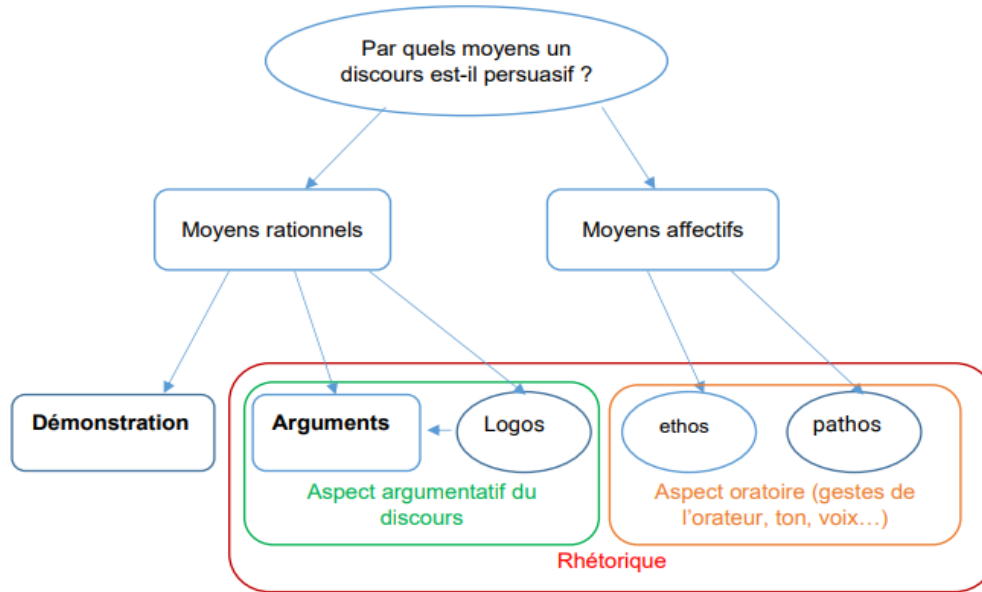 Par quels moyens un
discours est-il persuasif ?
Moyens rationnels
Moyens affectifs
Démonstration
Arguments
Logos
ethos
pathos
Aspect argumentatif du
discours
Aspect oratoire (gestes de
l’orateur, ton, voix…)
Rhétorique